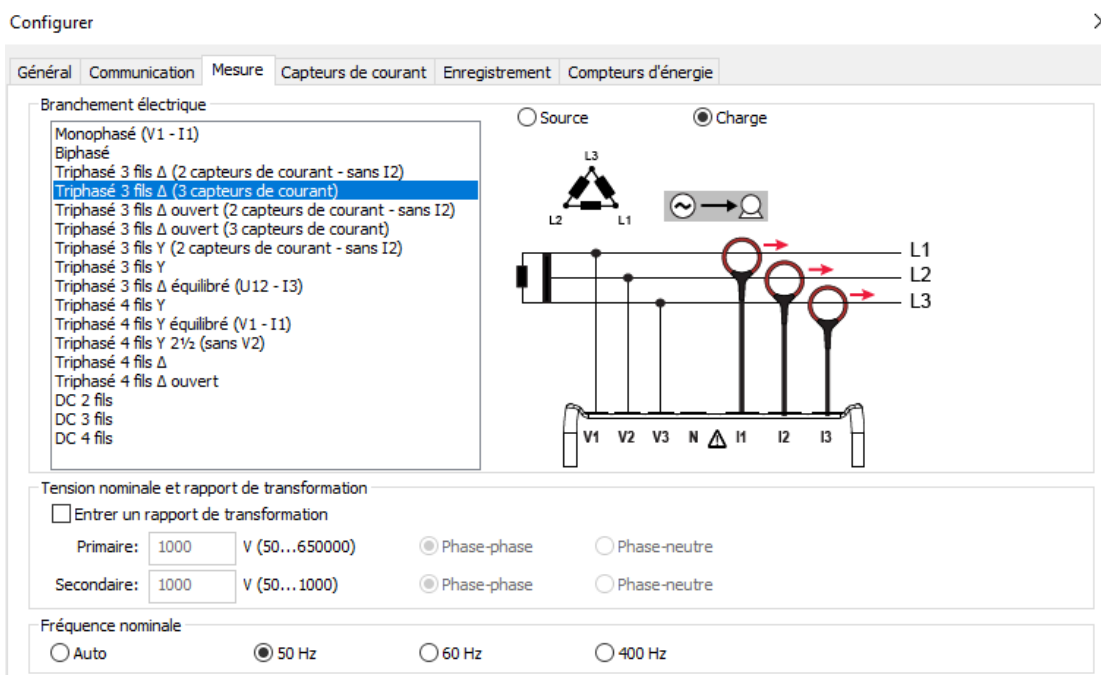 Configurer
Général Communication Mesure Capteurs de courant Enregistrement Compteurs d'énergie
Branchement électrique
Monophasé (V1 - I1)
Biphasé
Triphasé 3 fils Δ (2 capteurs de courant - sans I2)
Triphasé 3 fils Δ (3 capteurs de courant)
Triphasé 3 fils Δ ouvert (2 capteurs de courant - sans I2)
Triphasé 3 fils Δ ouvert (3 capteurs de courant)
Triphasé 3 fils Y (2 capteurs de courant - sans I2)
Triphasé 3 fils Y
Triphasé 3 fils Δ équilibré (U12 - I3)
Triphasé 4 fils Y
Triphasé 4 fils Y équilibré (V1 - I1)
Triphasé 4 fils Y 2½ (sans V2)
Triphasé 4 fils Δ
Triphasé 4 fils Δ ouvert
DC 2 fils
DC 3 fils
DC 4 fils
Source Charge
L3
L2 L1
L1
L2
L3
V1 V2 V3 N I1 I2 I3
Tension nominale et rapport de transformation
Entrer un rapport de transformation
Primaire: 1000 V (50...650000) Phase-phase Phase-neutre
Secondaire: 1000 V (50...1000) Phase-phase Phase-neutre
Fréquence nominale
Auto 50 Hz 60 Hz 400 Hz